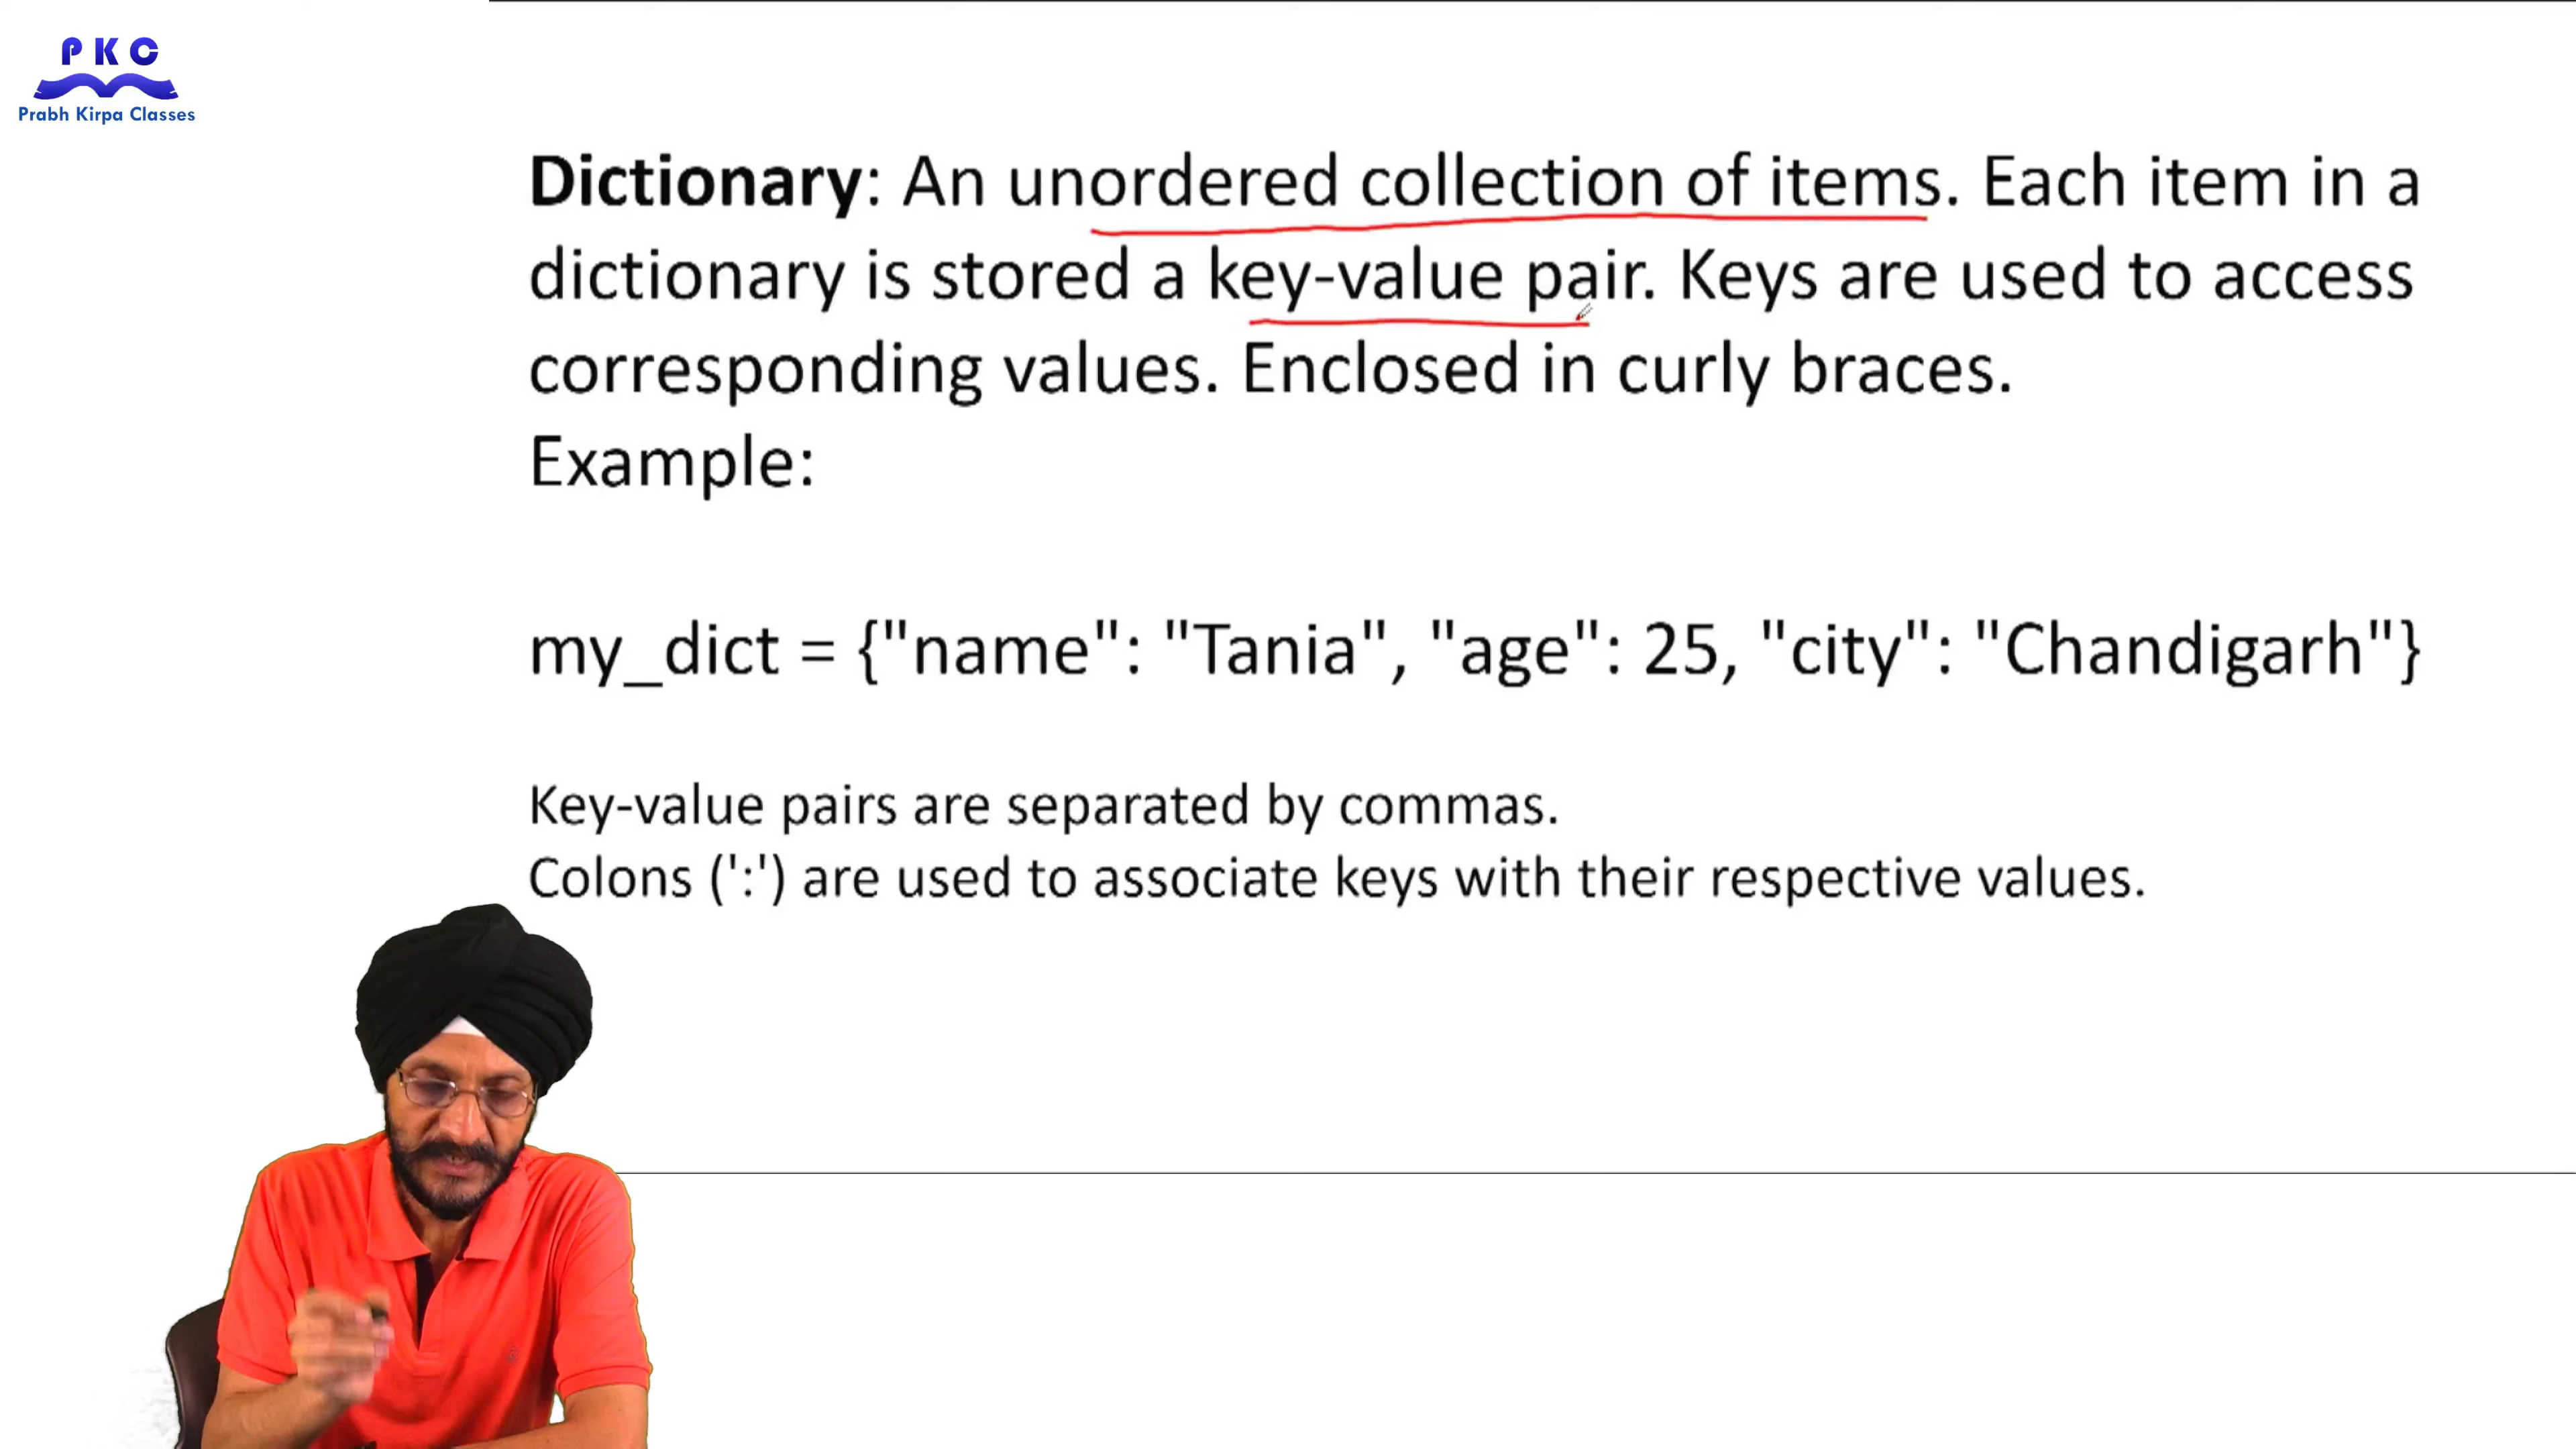 P K C
Prabh Kirpa Classes
Dictionary: An unordered collection of items. Each item in a
dictionary is stored a key-value pair. Keys are used to access
corresponding values. Enclosed in curly braces.
Example:
my_dict = {"name": "Tania", "age": 25, "city": "Chandigarh"}
Key-value pairs are separated by commas.
Colons (':') are used to associate keys with their respective values.